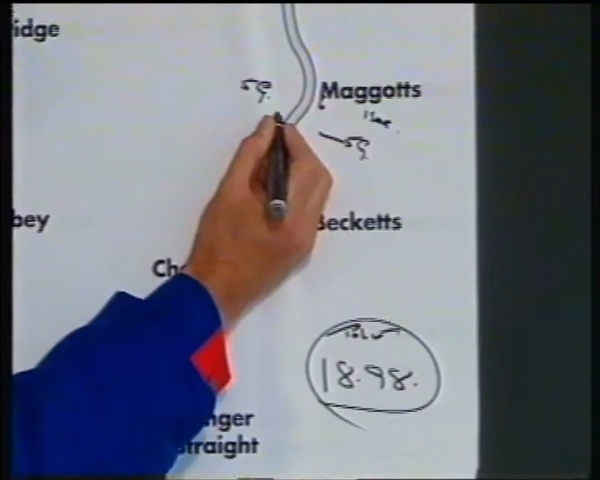 idge
Maggotts
bey
Becketts
Ch
18.98.
nger
Straight